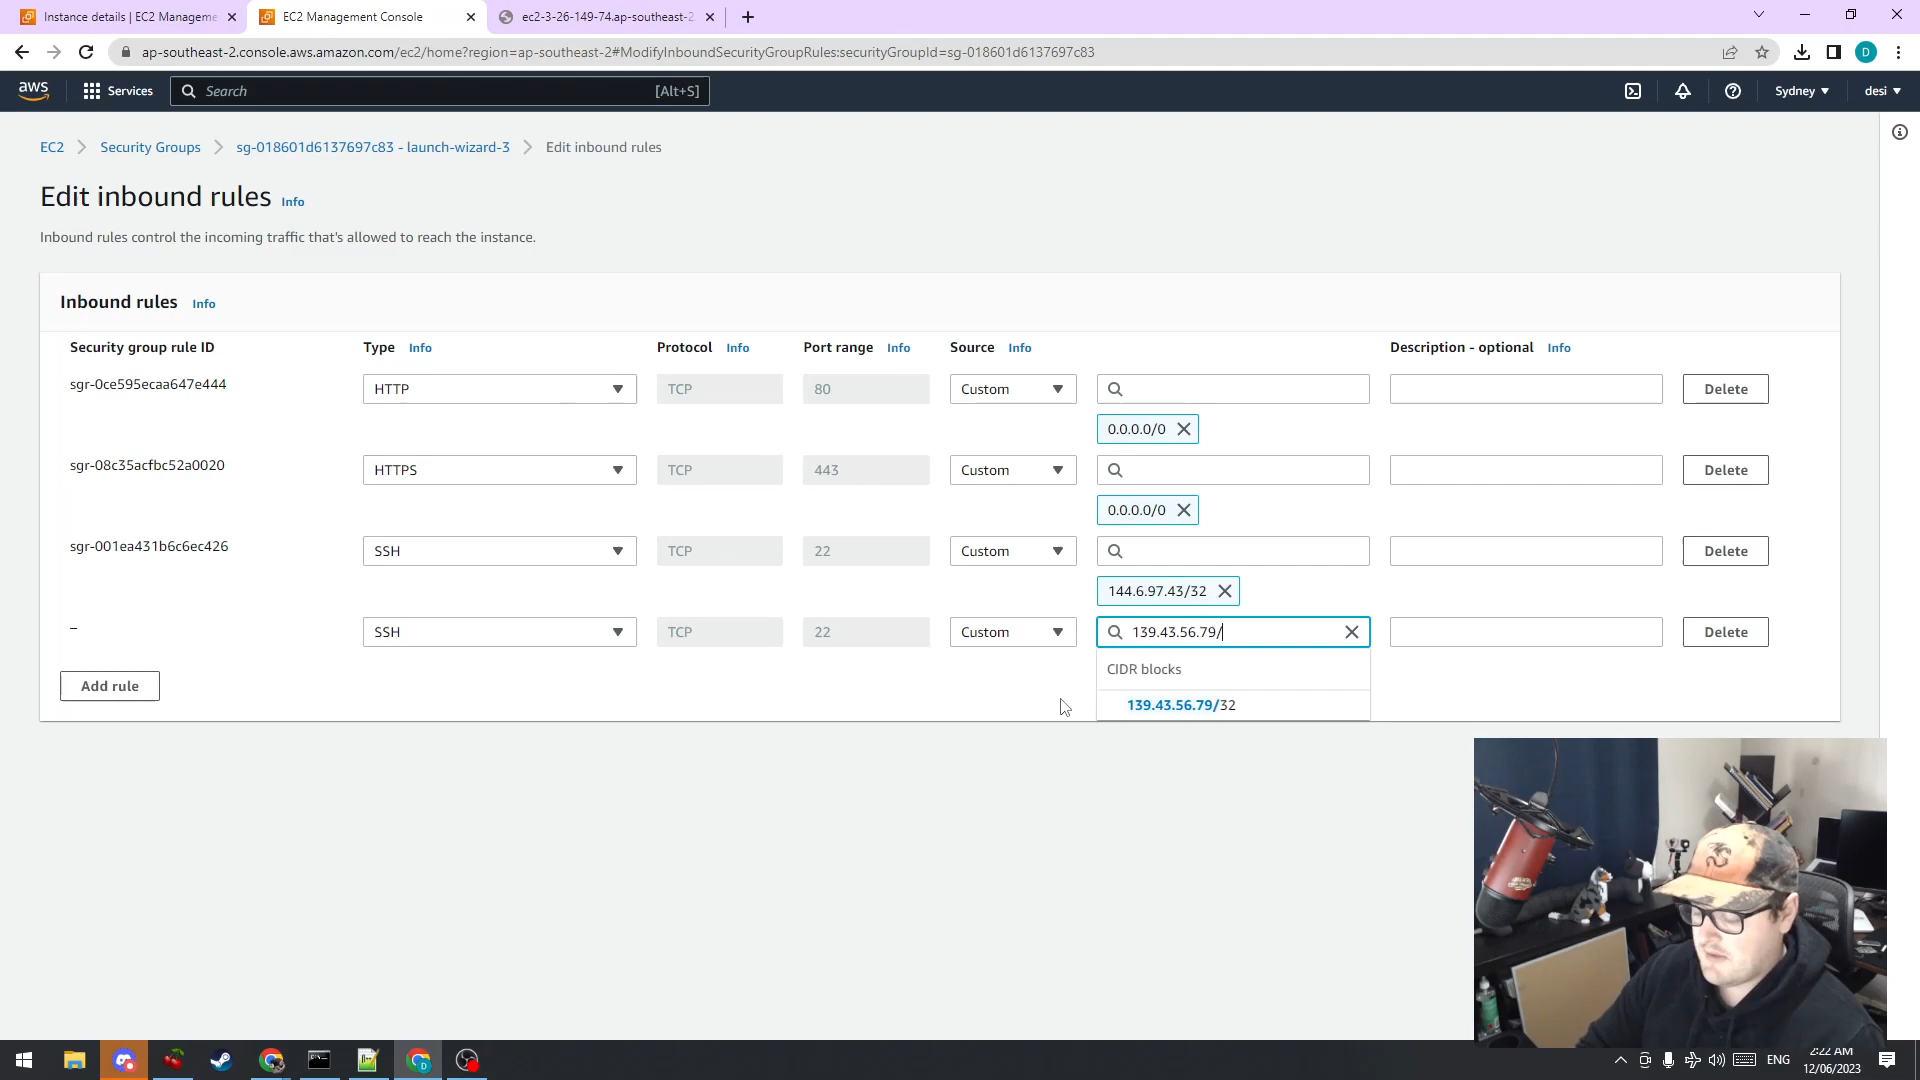 Instance details | EC2 Manageme
EC2 Management Console
ec2-3-26-149-74.ap-southeast-2
ap-southeast-2.console.aws.amazon.com/ec2/home?region=ap-southeast-2#ModifyInboundSecurityGroupRules:securityGroupId=sg-018601d6137697c83
D
aws
Services
Search
[Alt+S]
Sydney
desi
EC2
Security Groups
sg-018601d6137697c83 - launch-wizard-3
Edit inbound rules
Edit inbound rules Info
Inbound rules control the incoming traffic that's allowed to reach the instance.
Inbound rules Info
Security group rule ID
Type Info
Protocol Info
Port range Info
Source Info
Description - optional Info
sgr-0ce595ecaa647e444
HTTP
TCP
80
Custom
Delete
0.0.0.0/0
sgr-08c35acfbc52a0020
HTTPS
TCP
443
Custom
Delete
0.0.0.0/0
sgr-001ea431b6c6ec426
SSH
TCP
22
Custom
Delete
144.6.97.43/32
–
SSH
TCP
22
Custom
139.43.56.79/
Delete
CIDR blocks
139.43.56.79/32
Add rule
ENG
2:22 AM
12/06/2023